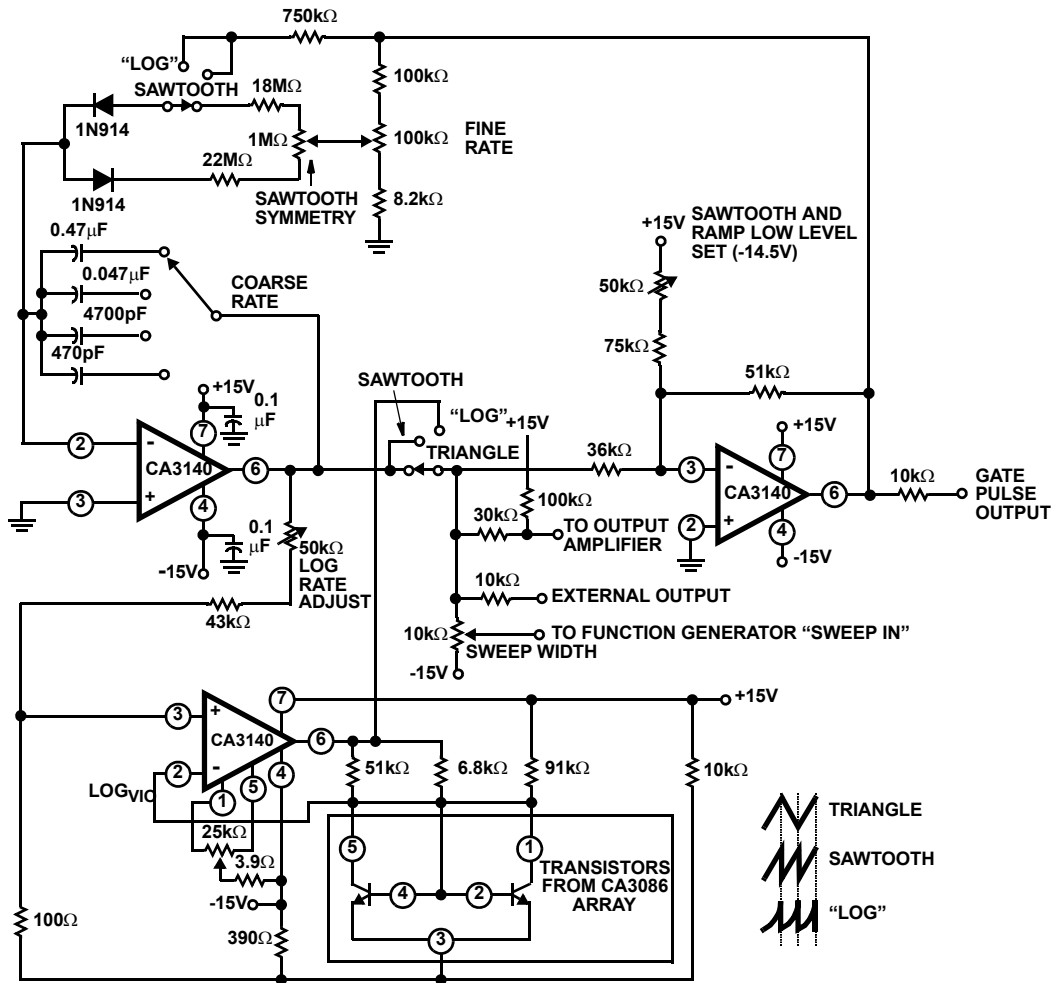 750kΩ
“LOG”
SAWTOOTH
18MΩ
100kΩ
1N914
1MΩ
100kΩ
FINE
RATE
22MΩ
1N914
SAWTOOTH
SYMMETRY
8.2kΩ
0.47μF
0.047μF
4700pF
470pF
COARSE
RATE
+15V
SAWTOOTH AND
RAMP LOW LEVEL
SET (-14.5V)
50kΩ
75kΩ
51kΩ
+15V
0.1
μF
7
2
-
CA3140
6
3
+
4
0.1
μF
-15V
SAWTOOTH
“LOG”
TRIANGLE
+15V
36kΩ
100kΩ
30kΩ
TO OUTPUT
AMPLIFIER
3
-
CA3140
+15V
7
6
2
+
4
-15V
10kΩ
GATE
PULSE
OUTPUT
50kΩ
LOG
RATE
ADJUST
43kΩ
10kΩ
EXTERNAL OUTPUT
10kΩ
TO FUNCTION GENERATOR “SWEEP IN”
SWEEP WIDTH
-15V
+15V
7
3
+
CA3140
6
2
-
4
5
1
LOGVIO
25kΩ
3.9Ω
-15V
390Ω
100Ω
51kΩ
6.8kΩ
91kΩ
10kΩ
5
1
TRANSISTORS
FROM CA3086
ARRAY
4
2
3
TRIANGLE
SAWTOOTH
“LOG”